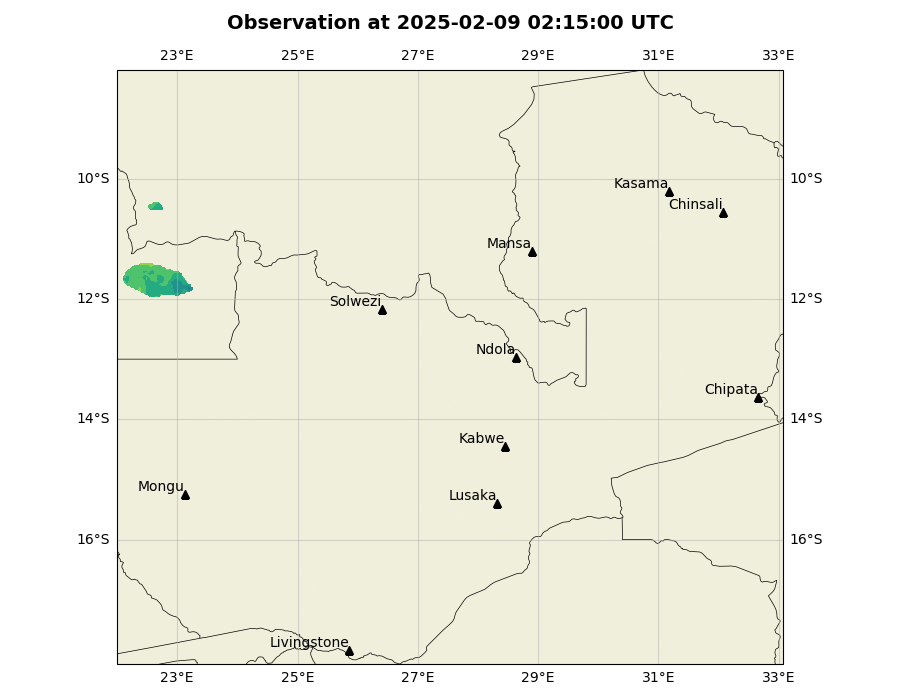 Observation at 2025-02-09 02:15:00 UTC
23°E 25°E 27°E 29°E 31°E 33°E
10°S 10°S
Kasama
Chinsali
Mansa
12°S 12°S
Solwezi
Ndola
Chipata
14°S 14°S
Kabwe
Mongu
Lusaka
16°S 16°S
Livingstone
23°E 25°E 27°E 29°E 31°E 33°E